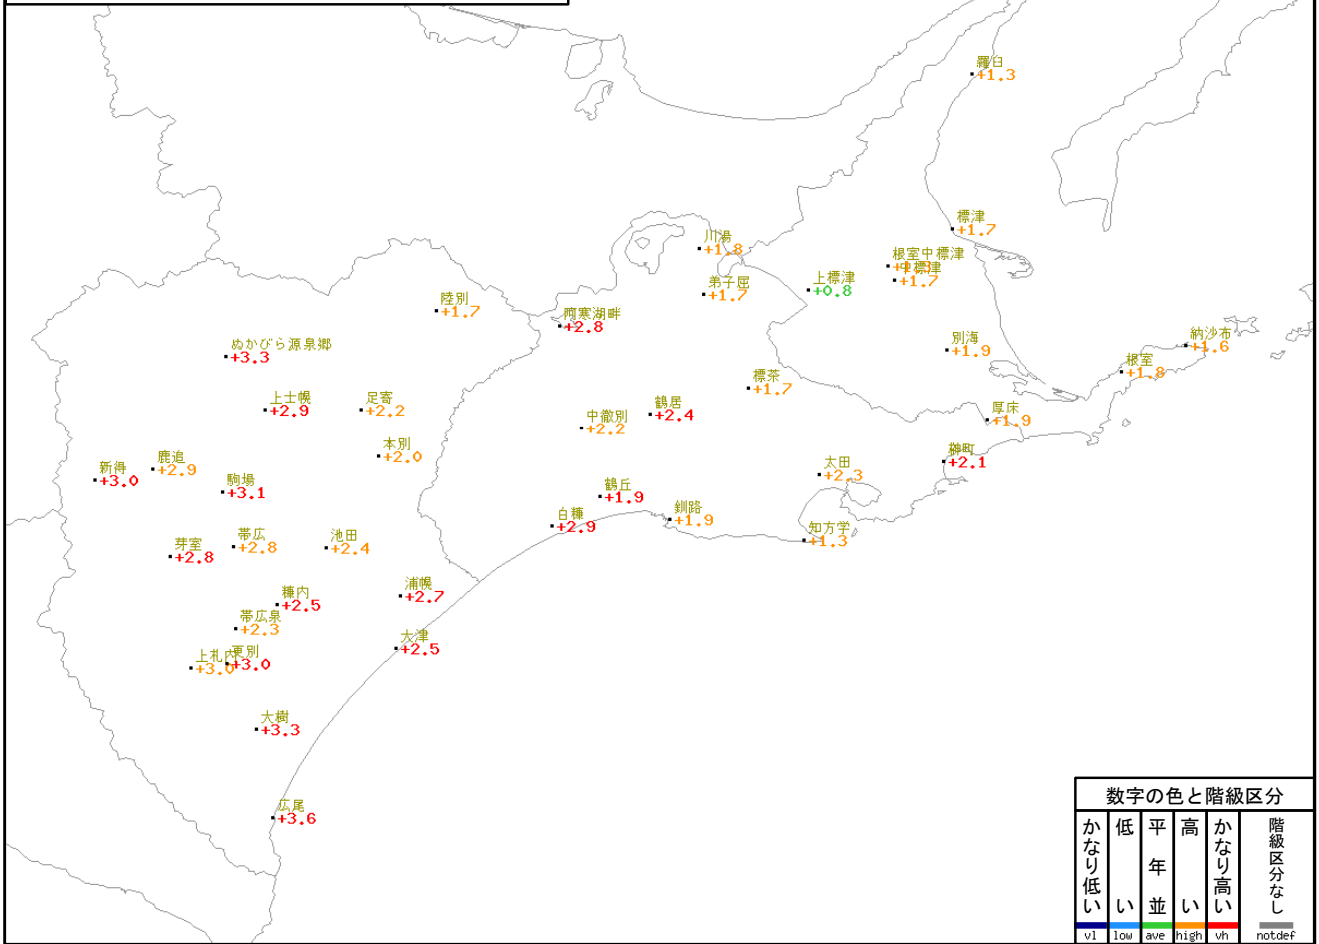 羅臼
+1.3
標津
+1.7
川湯
+1.8
根室中標津
中標津
+1.7
弟子屈
+1.7
上標津
+0.8
陸別
+1.7
阿寒湖畔
+2.8
ぬかびら源泉郷
+3.3
別海
+1.9
納沙布
+1.6
根室
+1.8
標茶
+1.7
上士幌
+2.9
足寄
+2.2
鶴居
+2.4
中徹別
+2.2
厚床
+1.9
本別
+2.0
榊町
+2.1
新得
+3.0
鹿追
+2.9
駒場
+3.1
太田
+2.3
鶴丘
+1.9
白糠
+2.9
釧路
+1.9
知方学
+1.3
芽室
+2.8
帯広
+2.8
池田
+2.4
糠内
+2.5
浦幌
+2.7
帯広泉
+2.3
大津
+2.5
上札内
+3.0
更別
+3.0
大樹
+3.3
広尾
+3.6
数字の色と階級区分
かなり低い
低い
平年並
高い
かなり高い
階級区分なし
vl
low
ave
high
vh
notdef